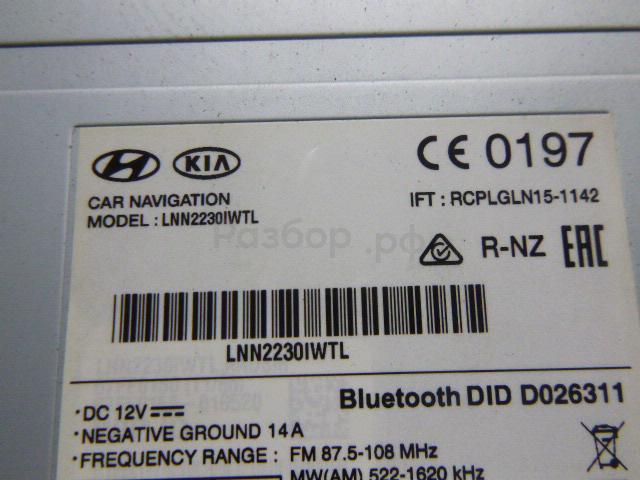 KIA CE 0197
CAR NAVIGATION
MODEL : LNN2230IWTL
IFT : RCPLGLN15-1142
Разбор.рф
R-NZ EAC
LNN2230IWTL
Bluetooth DID D026311
·DC 12V
·NEGATIVE GROUND 14A
·FREQUENCY RANGE : FM 87.5-108 MHz
MW(AM) 522-1620 kHz